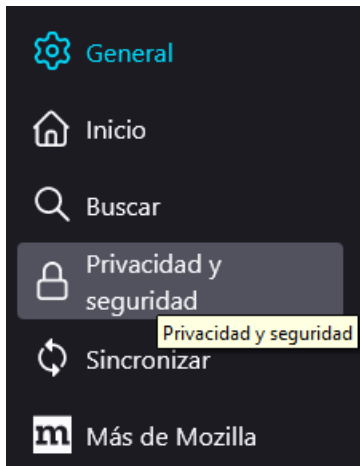 General
Inicio
Buscar
Privacidad y
seguridad
Privacidad y seguridad
Sincronizar
m Más de Mozilla